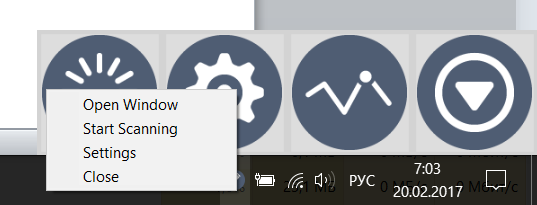 Open Window
Start Scanning
Settings
Close
РУС
7:03
20.02.2017